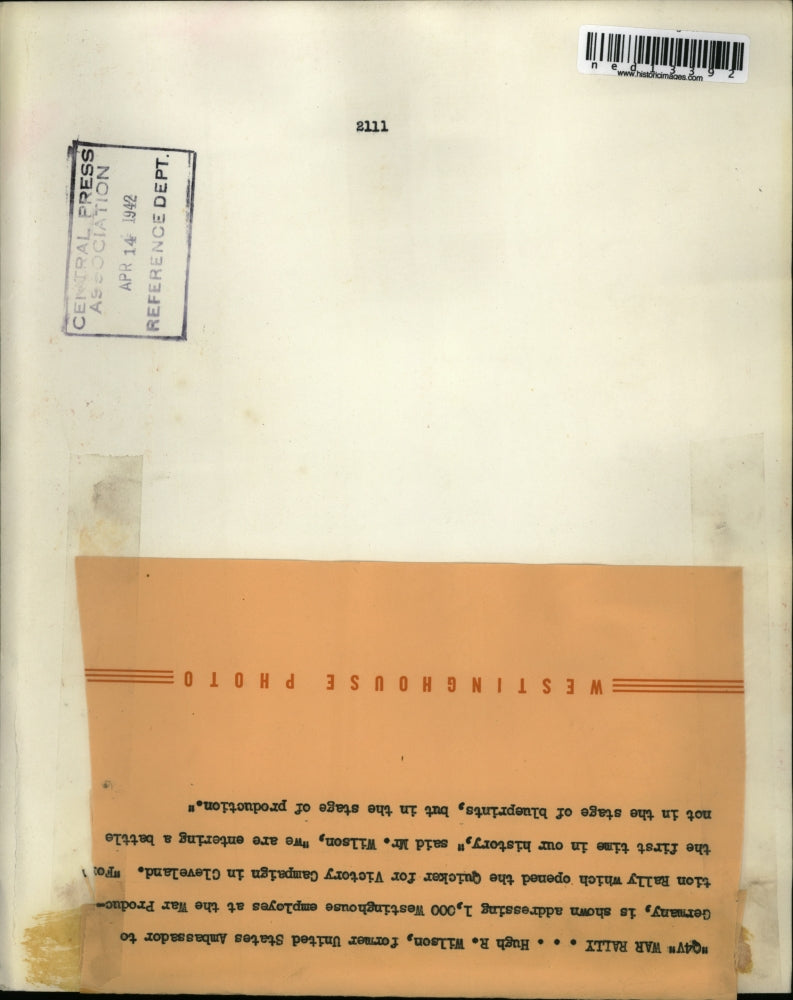 ned13392
www.historicimages.com
2111
CENTRAL PRESS
ASSOCIATION
APR 14 1942
REFERENCE DEPT.
"Q4V" WAR RALLY . . . Hugh R. Wilson, former United States Ambassador to
Germany, is shown addressing 1,000 Westinghouse employes at the War Produc-
tion Rally which opened the Quicker for Victory Campaign in Cleveland. "For
the first time in our history," said Mr. Wilson, "we are entering a battle
not in the stage of blueprints, but in the stage of production."
WESTINGHOUSE PHOTO